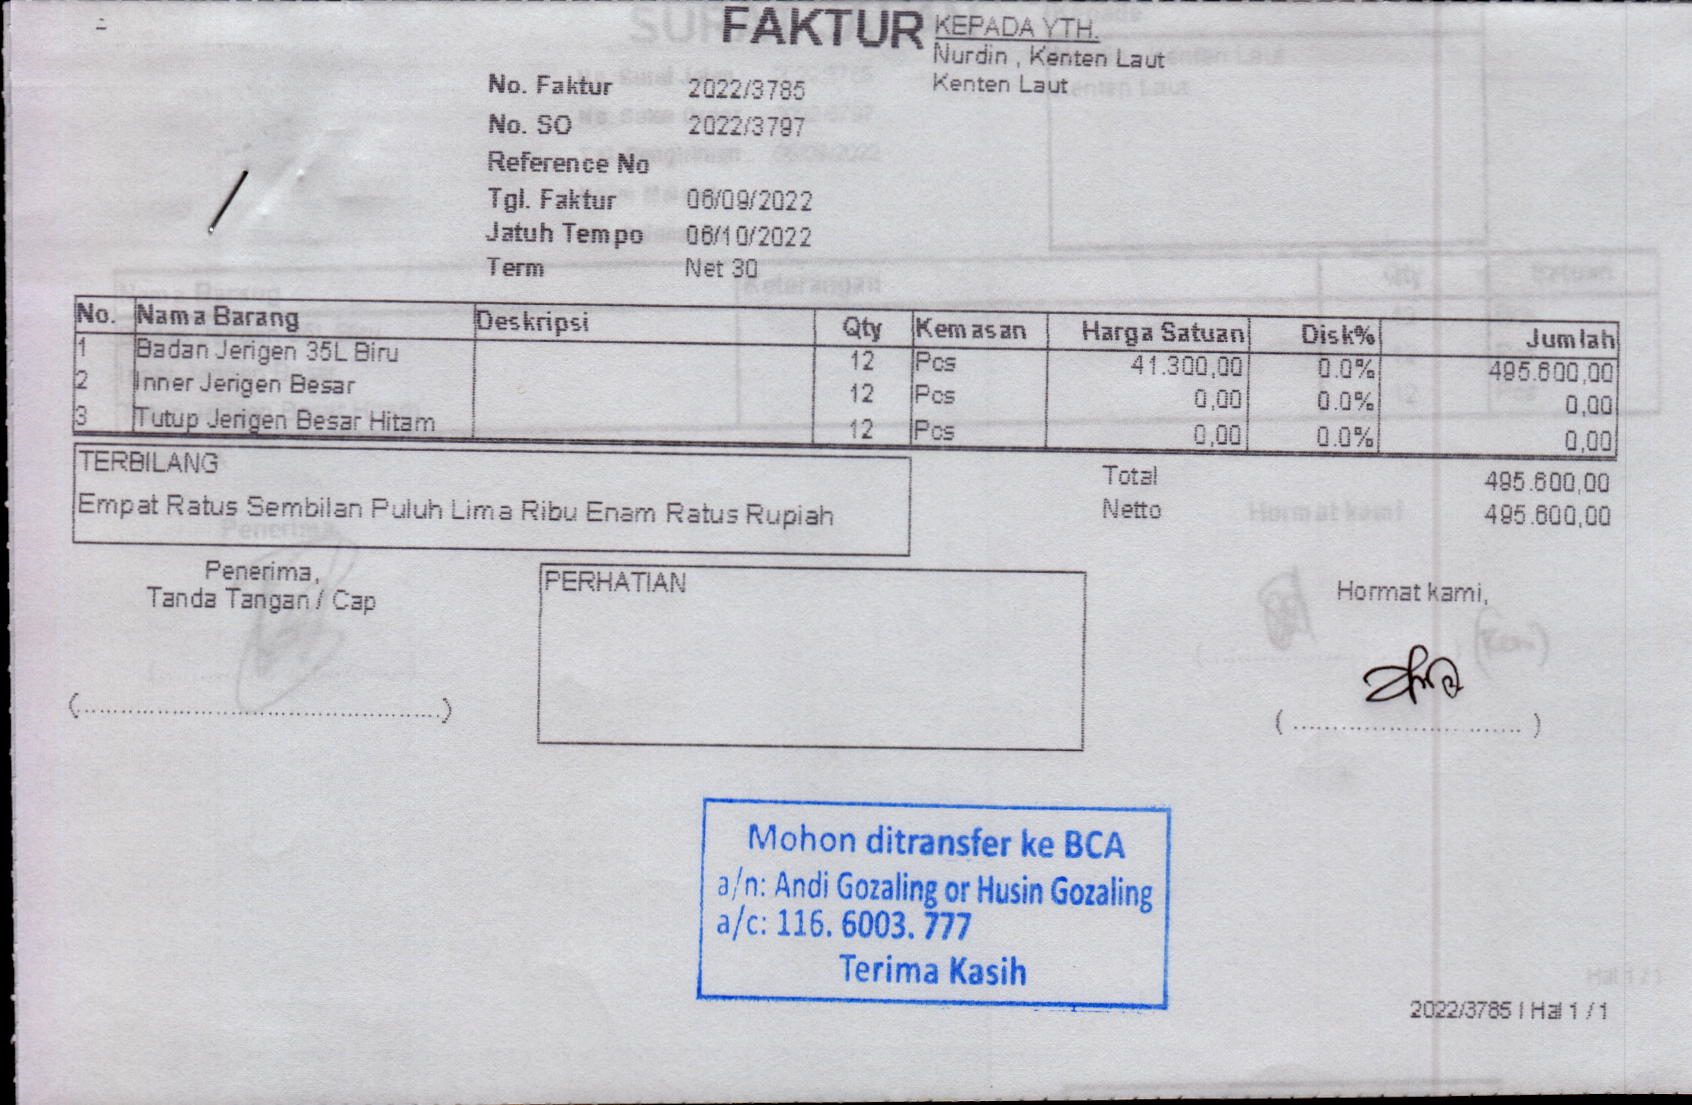 FAKTUR
KEPADA YTH.
Nurdin , Kenten Laut
Kenten Laut
No. Faktur 2022/3785
No. SO 2022/3797
Reference No
Tgl. Faktur 06/09/2022
Jatuh Tempo 06/10/2022
Term Net 30
No. Nama Barang Deskripsi Qty Kemasan Harga Satuan Disk% Jumlah
1 Badan Jerigen 35L Biru 12 Pcs 41.300,00 0.0% 495.600,00
2 Inner Jerigen Besar 12 Pcs 0,00 0.0% 0,00
3 Tutup Jerigen Besar Hitam 12 Pcs 0,00 0.0% 0,00
TERBILANG
Empat Ratus Sembilan Puluh Lima Ribu Enam Ratus Rupiah
Total 495.600,00
Netto 495.600,00
Penerima,
Tanda Tangan / Cap
(................................................)
PERHATIAN
Hormat kami,
( .............................. )
Mohon ditransfer ke BCA
a/n: Andi Gozaling or Husin Gozaling
a/c: 116. 6003. 777
Terima Kasih
2022/3785 | Hal 1 / 1